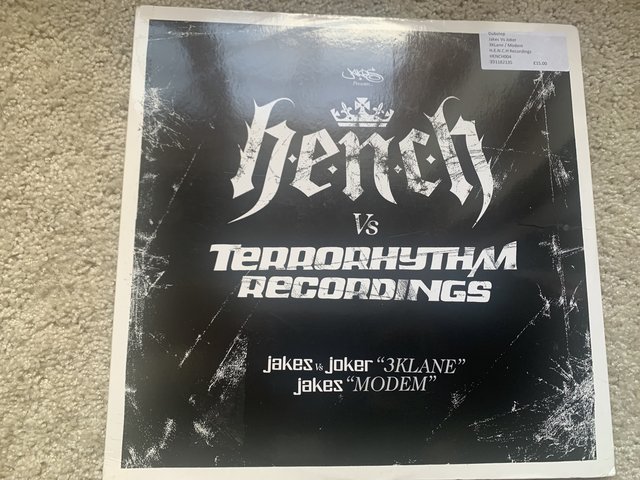 Dubstep
Jakes Vs Joker
3KLane / Modem
H.E.N.C.H Recordings
HENCH004
£15.00
JAKES
Presents...
h.e.n.c.h
Vs
TERRORHYTHM
RECORDINGS
jakes vs joker "3KLANE"
jakes "MODEM"